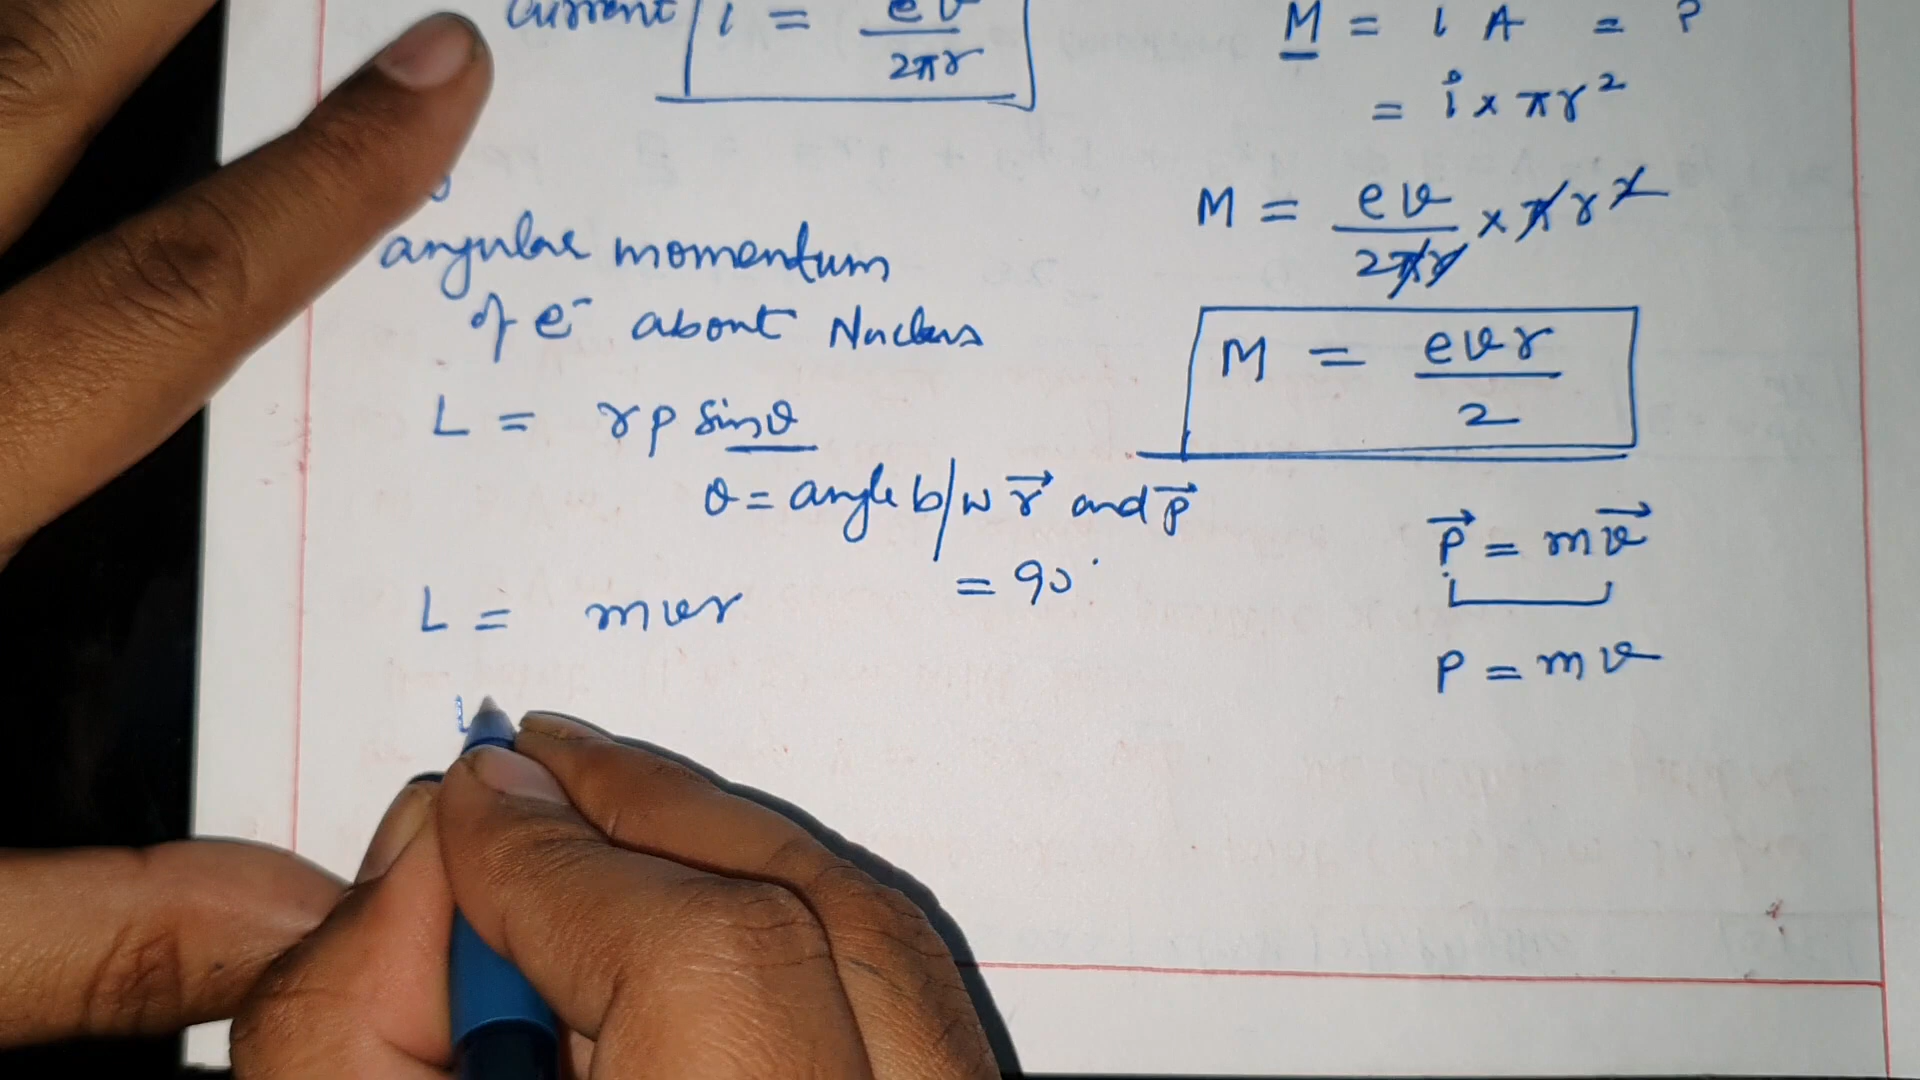 current i = ev / 2πr
angular momentum
of e⁻ about Nucleus
L = rp sinθ
θ = angle b/w r⃗ and p⃗
= 90°
L = mvr
L
M = i A = ?
= i × πr²
M = ev / 2πr × πr²
M = evr / 2
p⃗ = mv⃗
p = mv